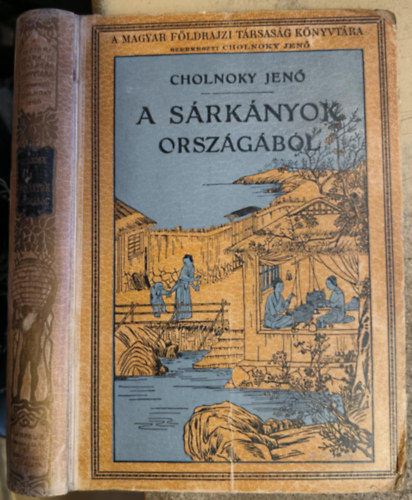 A MAGYAR FÖLDRAJZI TÁRSASÁG KÖNYVTÁRA
SZERKESZTI CHOLNOKY JENŐ
CHOLNOKY JENŐ
A SÁRKÁNYOK
ORSZÁGÁBÓL